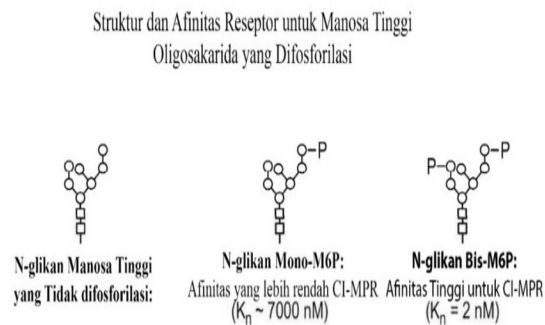 Struktur dan Afinitas Reseptor untuk Manosa Tinggi
Oligosakarida yang Difosforilasi
P
P
P
N-glikan Manosa Tinggi
yang Tidak difosforilasi:
N-glikan Mono-M6P:
Afinitas yang lebih rendah CI-MPR
(Kn ~ 7000 nM)
N-glikan Bis-M6P:
Afinitas Tinggi untuk CI-MPR
(Kn = 2 nM)